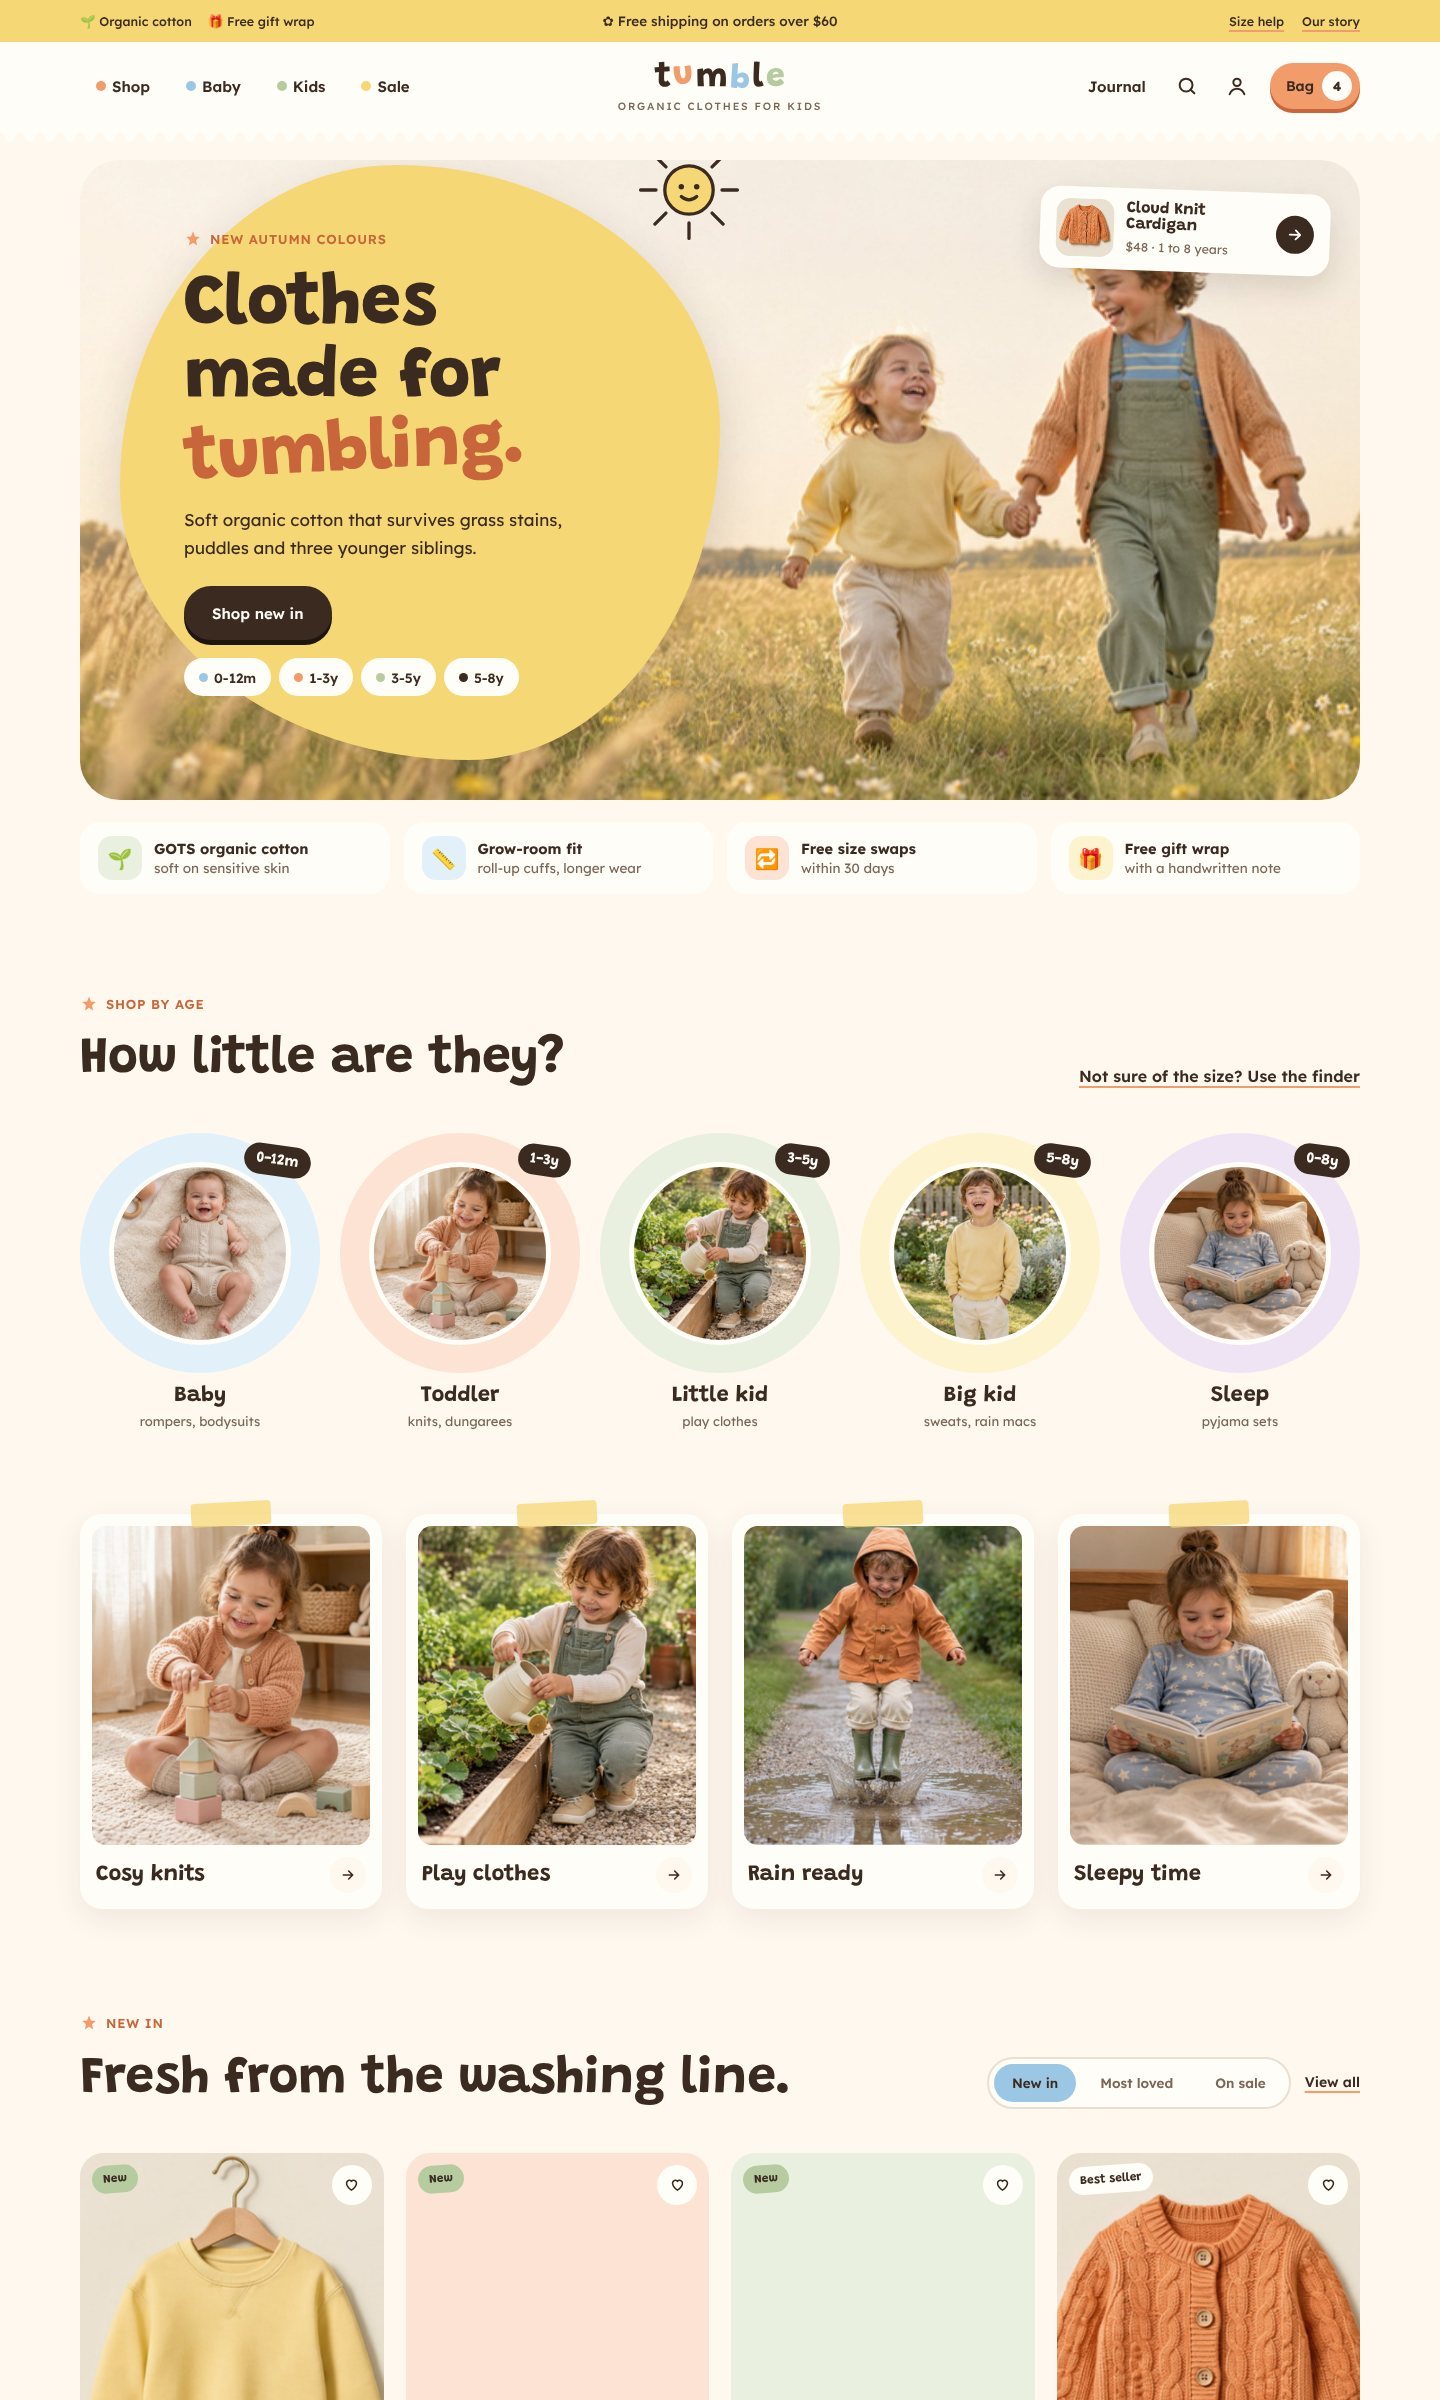 🌱 Organic cotton 🎁 Free gift wrap
✿ Free shipping on orders over $60
Size help Our story
Shop Baby Kids Sale
tumble
ORGANIC CLOTHES FOR KIDS
Journal
Bag 4
Cloud Knit
Cardigan
$48 · 1 to 8 years
NEW AUTUMN COLOURS
Clothes
made for
tumbling.
Soft organic cotton that survives grass stains,
puddles and three younger siblings.
Shop new in
0-12m 1-3y 3-5y 5-8y
GOTS organic cotton
soft on sensitive skin
Grow-room fit
roll-up cuffs, longer wear
Free size swaps
within 30 days
Free gift wrap
with a handwritten note
SHOP BY AGE
How little are they?
Not sure of the size? Use the finder
0–12m
Baby
rompers, bodysuits
1–3y
Toddler
knits, dungarees
3–5y
Little kid
play clothes
5–8y
Big kid
sweats, rain macs
0–8y
Sleep
pyjama sets
Cosy knits
Play clothes
Rain ready
Sleepy time
NEW IN
Fresh from the washing line.
New in Most loved On sale
View all
New
New
New
Best seller